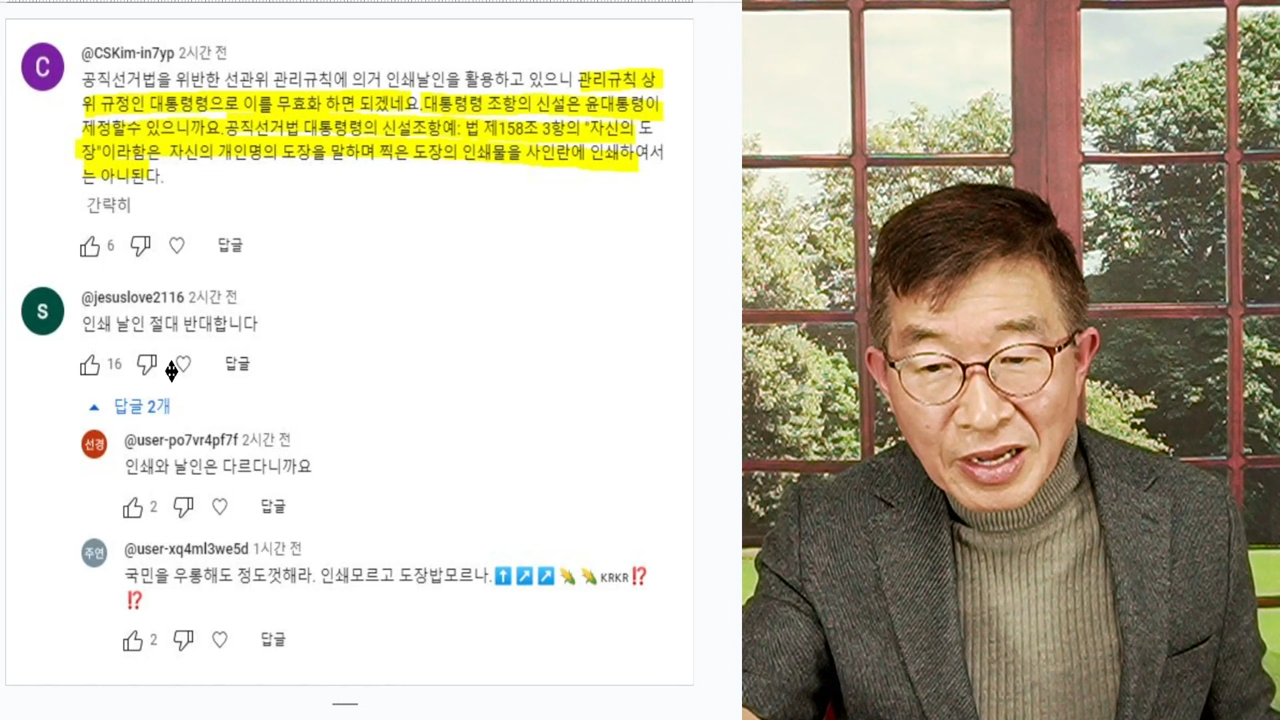 C
@CSKim-in7yp 2시간 전
공직선거법을 위반한 선관위 관리규칙에 의거 인쇄날인을 활용하고 있으니 관리규칙 상
위 규정인 대통령령으로 이를 무효화 하면 되겠네요.대통령령 조항의 신설은 윤대통령이
제정할수 있으니까요.공직선거법 대통령령의 신설조항예: 법 제158조 3항의 "자신의 도
장"이라함은 자신의 개인명의 도장을 말하며 찍은 도장의 인쇄물을 사인란에 인쇄하여서
는 아니된다.
간략히
6 답글
S
@jesuslove2116 2시간 전
인쇄 날인 절대 반대합니다
16 답글
답글 2개
선경
@user-po7vr4pf7f 2시간 전
인쇄와 날인은 다르다니까요
2 답글
주연
@user-xq4ml3we5d 1시간 전
국민을 우롱해도 정도껏해라. 인쇄모르고 도장밥모르나.⬆️↗️↗️🌽🌽KRKR⁉️
⁉️
2 답글